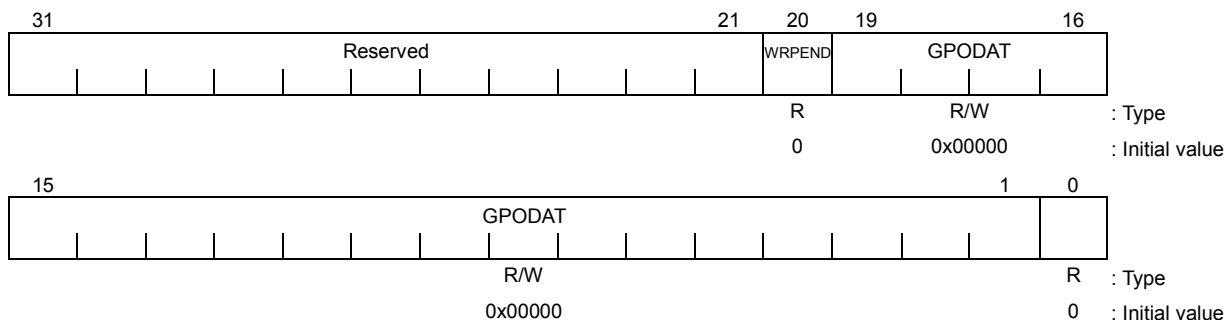 31 21 20 19 16
Reserved WRPEND GPODAT
R R/W : Type
0 0x00000 : Initial value
15 1 0
GPODAT
R/W R : Type
0x00000 0 : Initial value